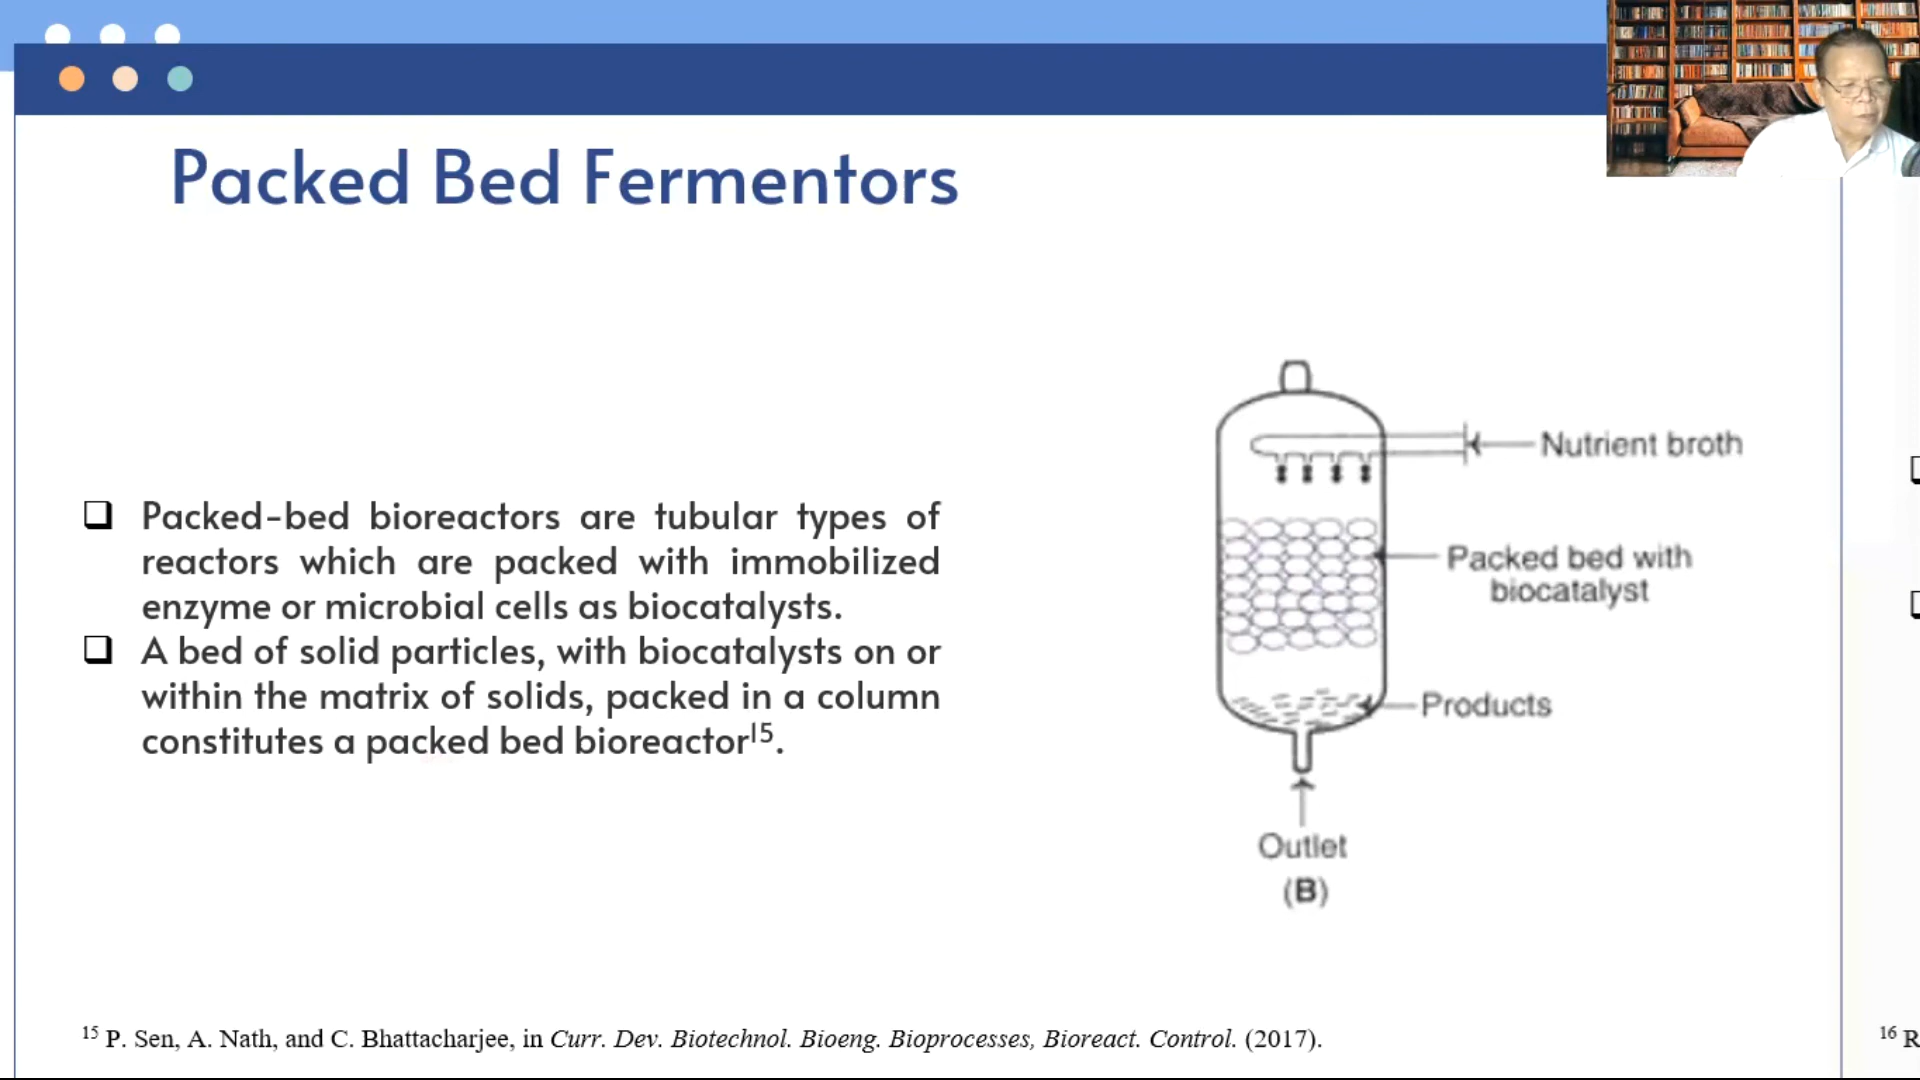 Packed Bed Fermentors
Packed-bed bioreactors are tubular types of
reactors which are packed with immobilized
enzyme or microbial cells as biocatalysts.
A bed of solid particles, with biocatalysts on or
within the matrix of solids, packed in a column
constitutes a packed bed bioreactor¹⁵.
Nutrient broth
Packed bed with
biocatalyst
Products
Outlet
(B)
¹⁵ P. Sen, A. Nath, and C. Bhattacharjee, in Curr. Dev. Biotechnol. Bioeng. Bioprocesses, Bioreact. Control. (2017).
¹⁶ R